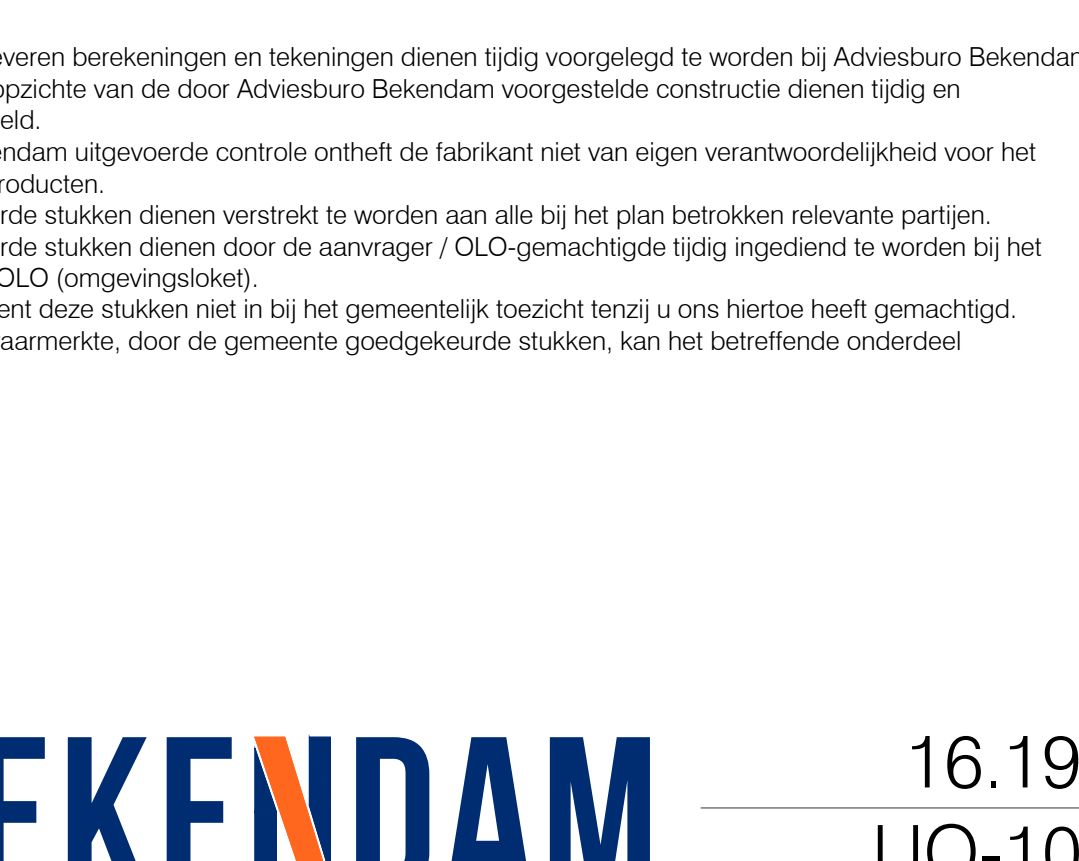 everen berekeningen en tekeningen dienen tijdig voorgelegd te worden bij Adviesburo Bekendam
opzichte van de door Adviesburo Bekendam voorgestelde constructie dienen tijdig en
eld.
endam uitgevoerde controle ontheft de fabrikant niet van eigen verantwoordelijkheid voor het
roducten.
rde stukken dienen verstrekt te worden aan alle bij het plan betrokken relevante partijen.
rde stukken dienen door de aanvrager / OLO-gemachtigde tijdig ingediend te worden bij het
OLO (omgevingsloket).
ent deze stukken niet in bij het gemeentelijk toezicht tenzij u ons hiertoe heeft gemachtigd.
aarmerkte, door de gemeente goedgekeurde stukken, kan het betreffende onderdeel
EKENDAM
16.19
UO-10